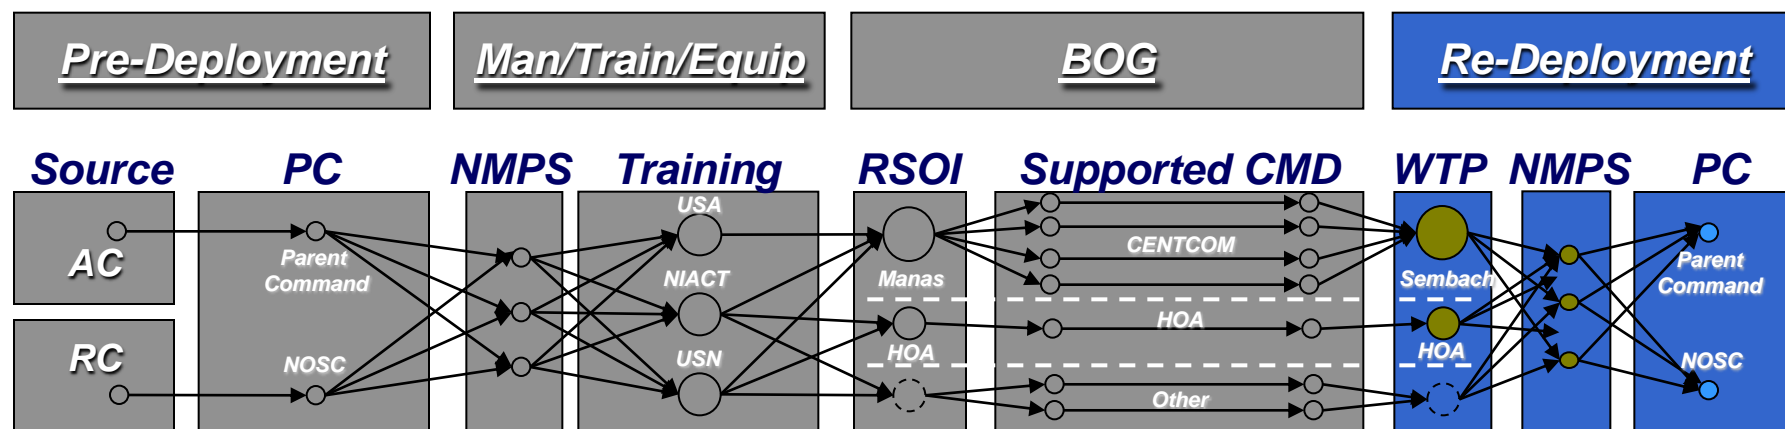 Pre-Deployment
Man/Train/Equip
BOG
Re-Deployment
Source
PC
NMPS
Training
RSOI
Supported CMD
WTP
NMPS
PC
AC
RC
Parent
Command
NOSC
USA
NIACT
USN
Manas
HOA
CENTCOM
HOA
Other
Sembach
HOA
Parent
Command
NOSC